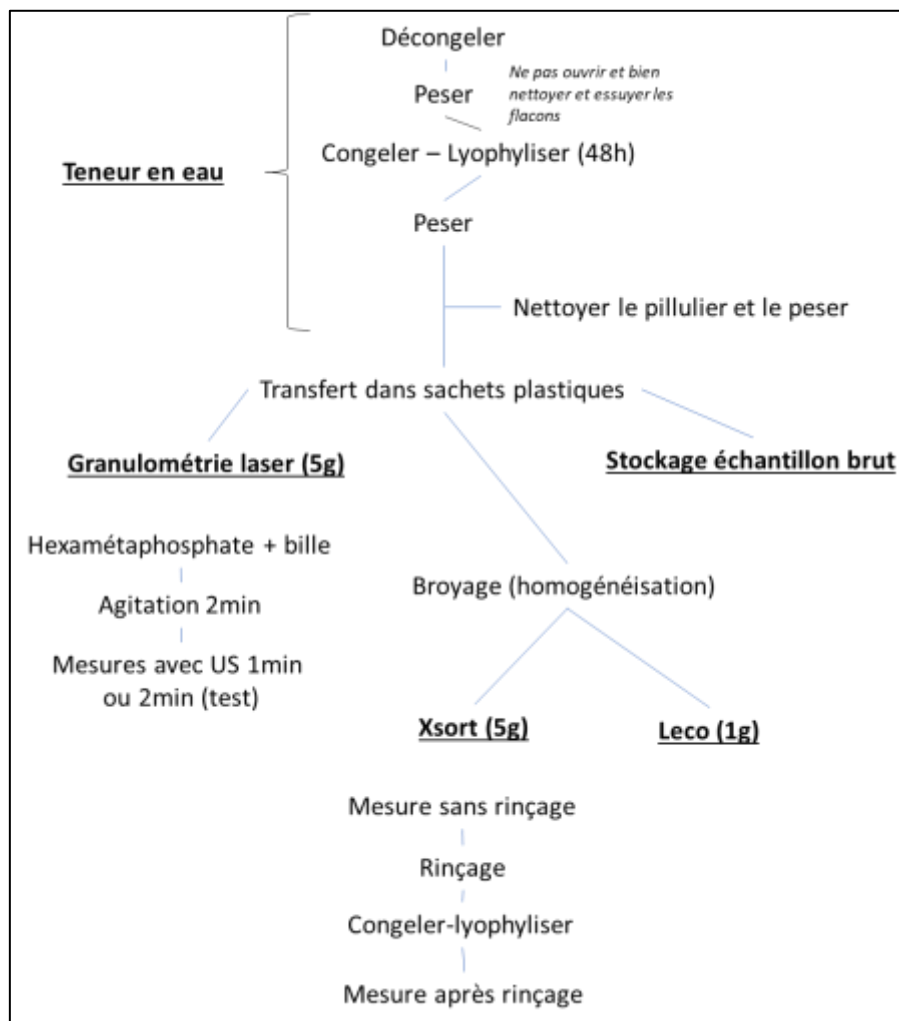 Décongeler
Peser
Ne pas ouvrir et bien
nettoyer et essuyer les
flacons
Congeler – Lyophyliser (48h)
Teneur en eau
Peser
Nettoyer le pillulier et le peser
Transfert dans sachets plastiques
Granulométrie laser (5g)
Stockage échantillon brut
Hexamétaphosphate + bille
Agitation 2min
Mesures avec US 1min
ou 2min (test)
Broyage (homogénéisation)
Xsort (5g)
Leco (1g)
Mesure sans rinçage
Rinçage
Congeler-lyophyliser
Mesure après rinçage